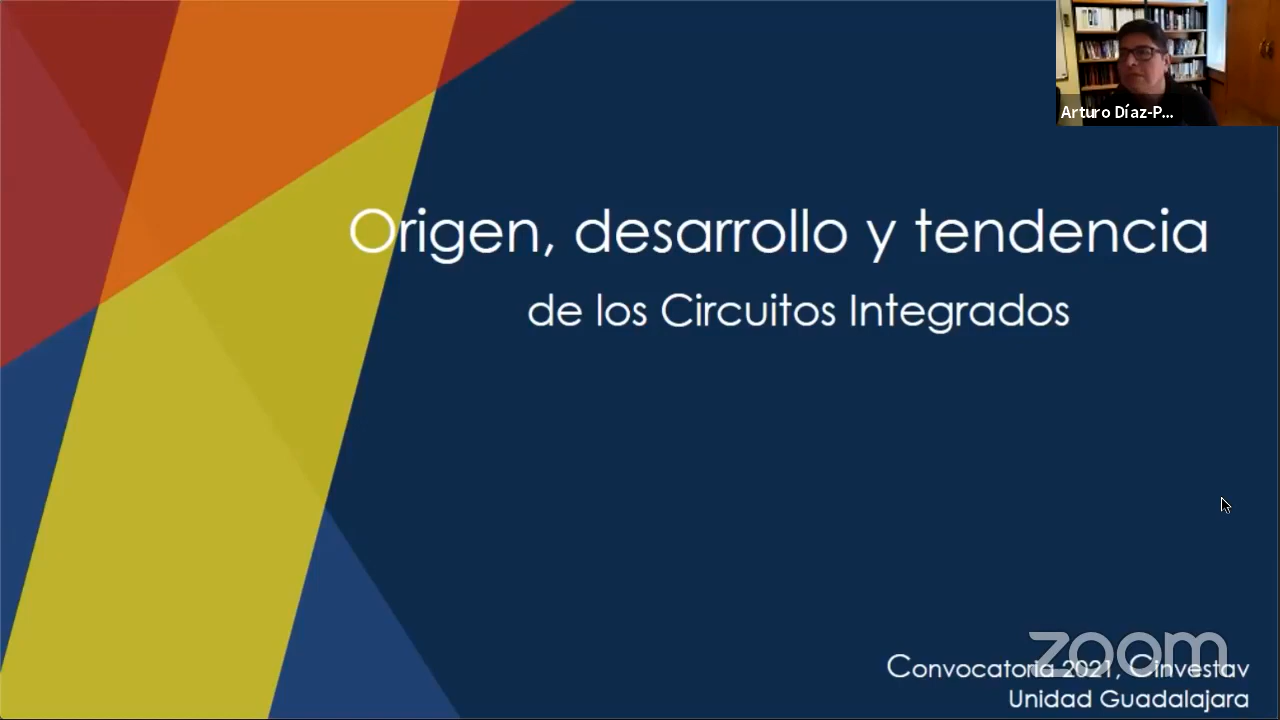 Arturo Díaz-P...
Origen, desarrollo y tendencia
de los Circuitos Integrados
zoom
Convocatoria 2021, Cinvestav
Unidad Guadalajara